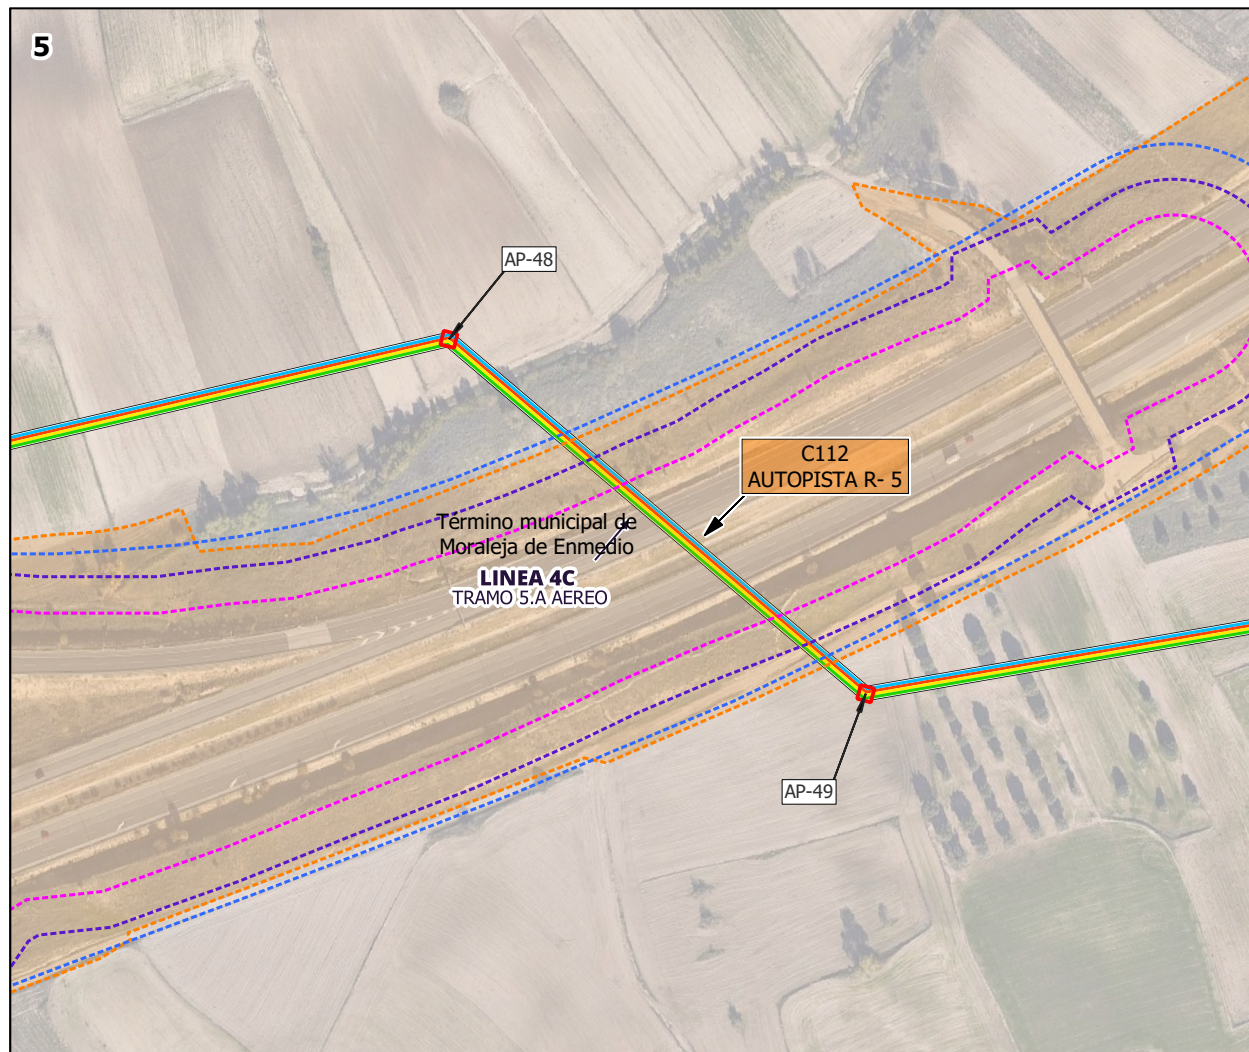 5
AP-48
C112
AUTOPISTA R- 5
Termino municipal de
Moraleja de Enmedio
LINEA 4C
TRAMO 5.A AEREO
AP-49